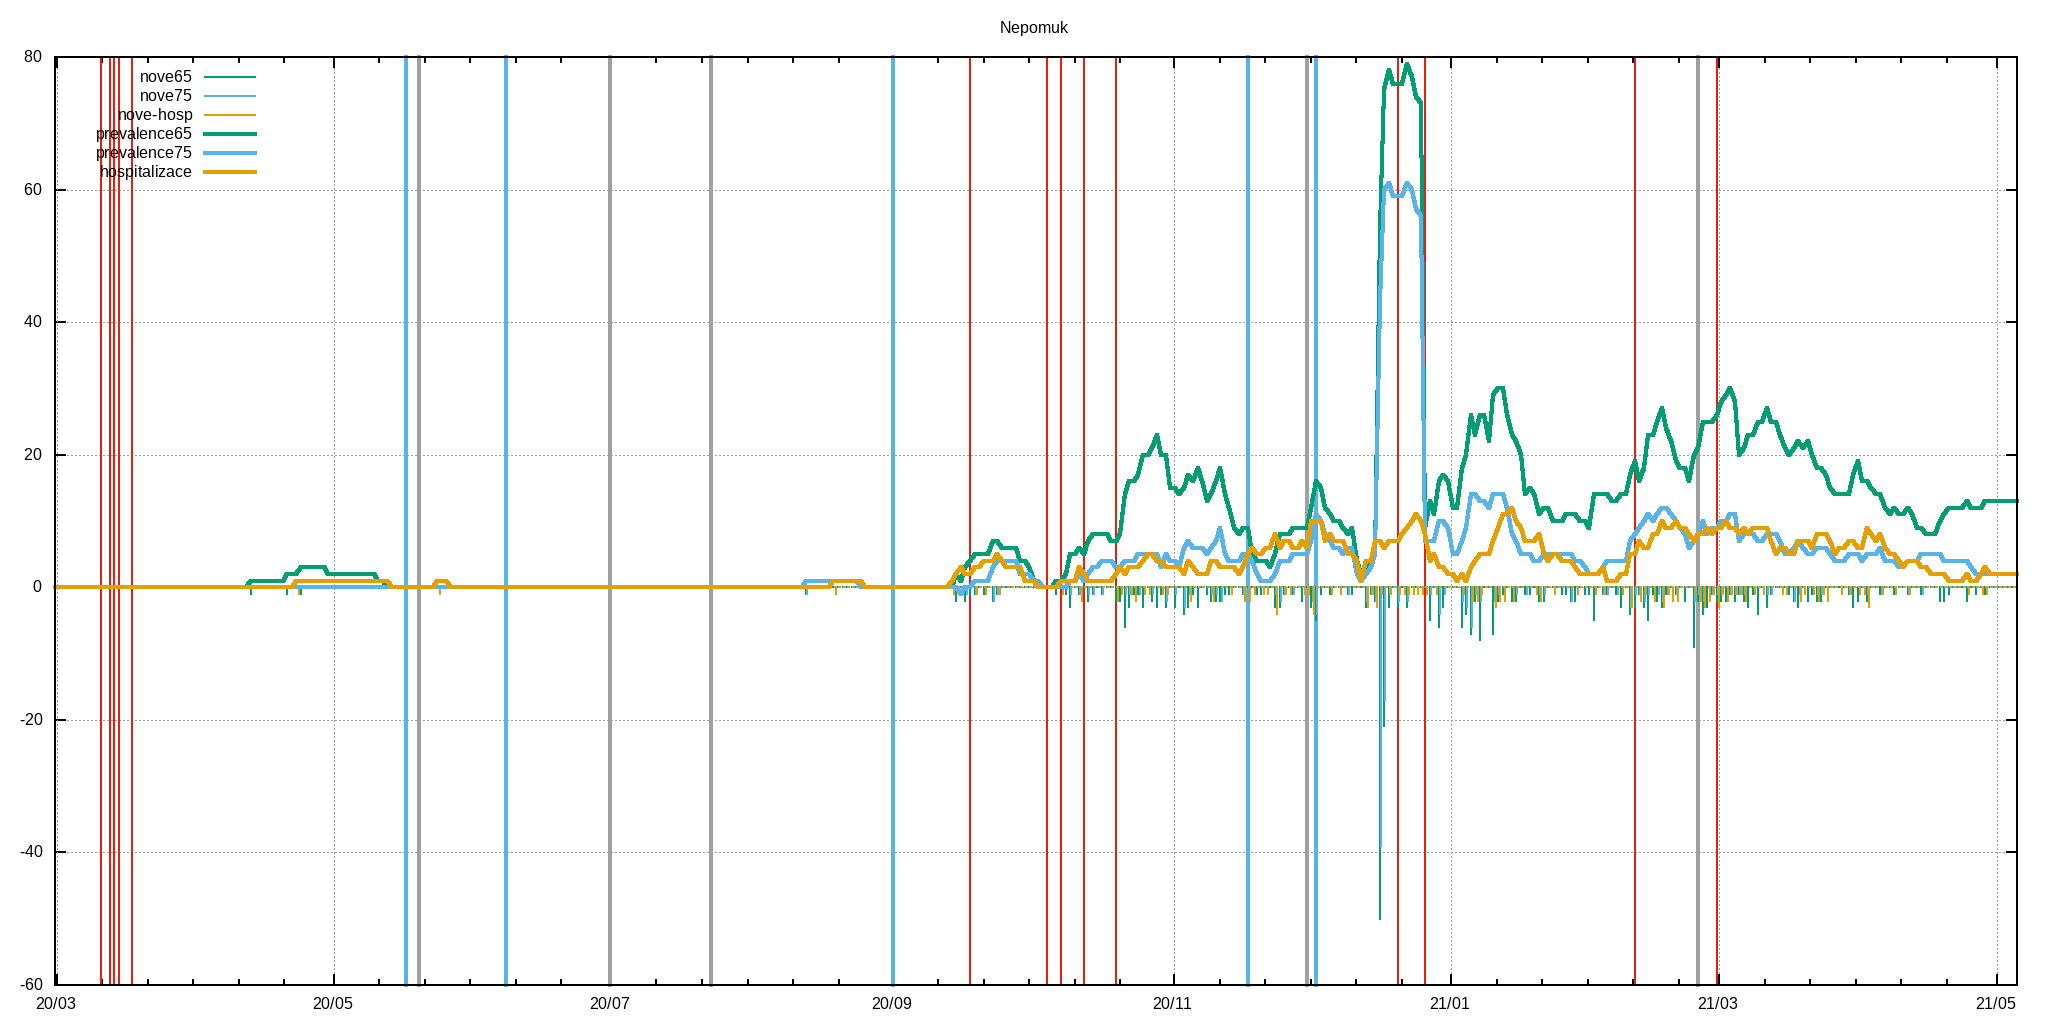 Nepomuk
80
60
40
20
0
-20
-40
-60
nove65
nove75
nove-hosp
prevalence65
prevalence75
hospitalizace
20/03 20/05 20/07 20/09 20/11 21/01 21/03 21/05